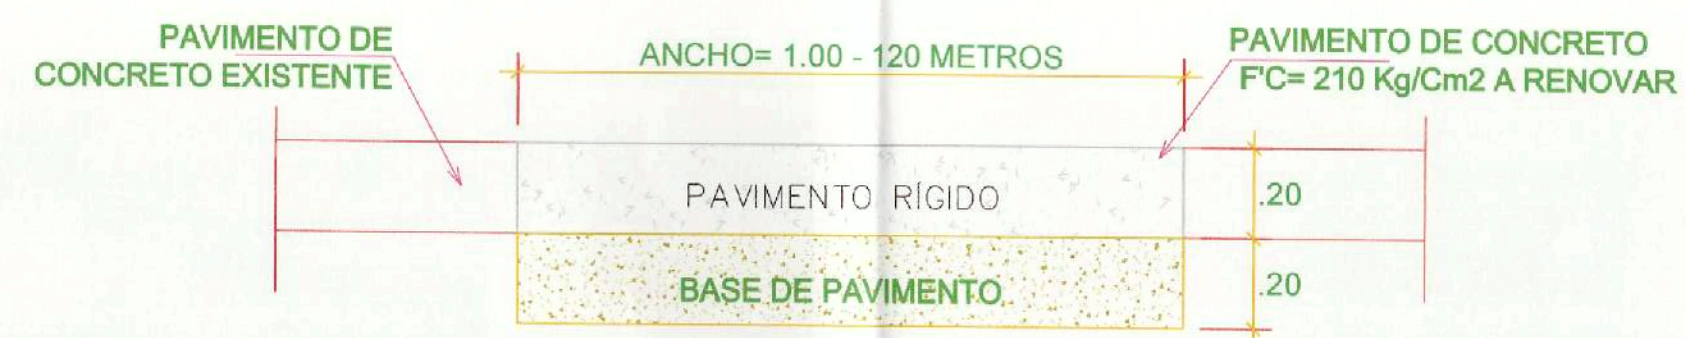 PAVIMENTO DE
CONCRETO EXISTENTE
ANCHO= 1.00 - 120 METROS
PAVIMENTO DE CONCRETO
F'C= 210 Kg/Cm2 A RENOVAR
PAVIMENTO RÍGIDO
.20
BASE DE PAVIMENTO
.20